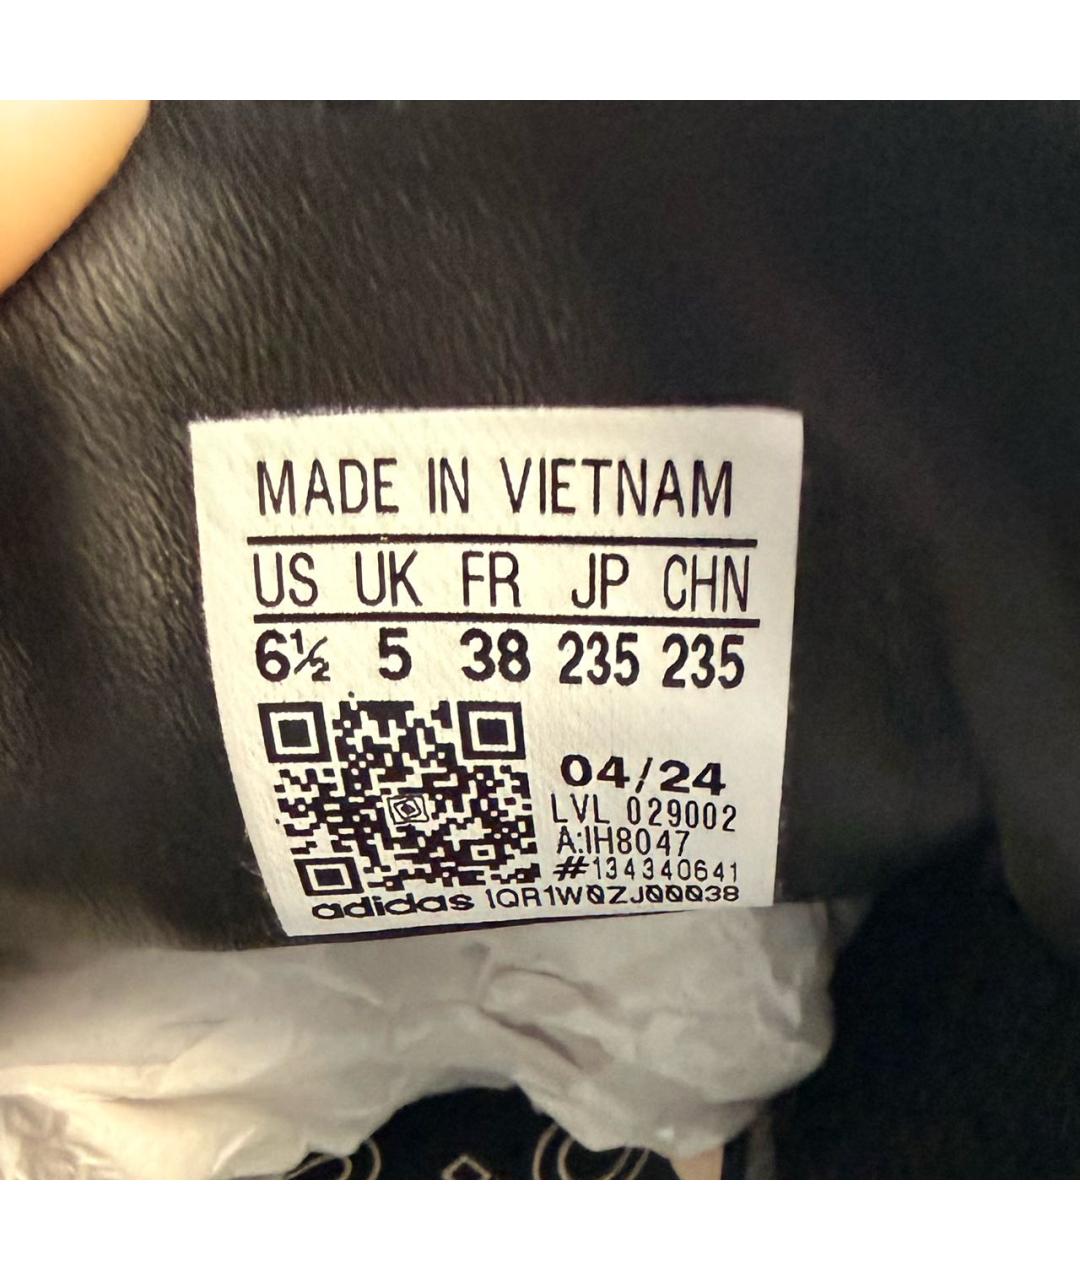 MADE IN VIETNAM
US UK FR JP CHN
6½ 5 38 235 235
04/24
LVL 029002
A:IH8047
#134340641
adidas 1QR1W0ZJ00038